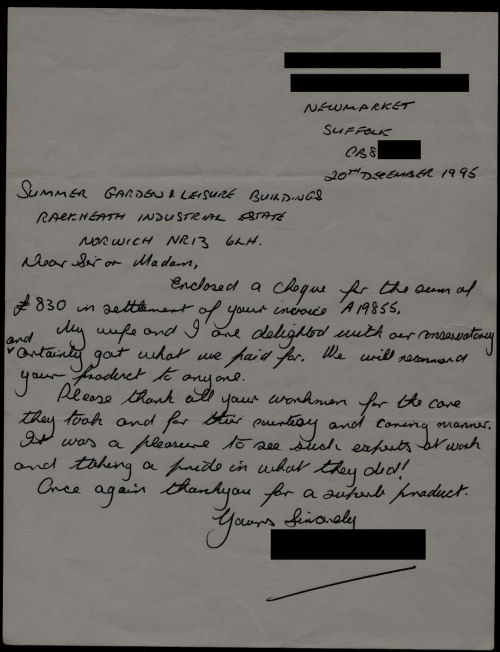 NEWMARKET
SUFFOLK
CB8
20TH DECEMBER 1995
SUMMER GARDEN & LEISURE BUILDINGS
RACKHEATH INDUSTRIAL ESTATE
NORWICH NR13 6LH.
Dear Sir or Madam,
Enclosed a cheque for the sum of
£830 in settlement of your invoice A19855.
My wife and I are delighted with our conservatory
and certainly got what we paid for. We will recommend
your product to anyone.
Please thank all your workmen for the care
they took and for their courtesy and caring manner.
It was a pleasure to see such experts at work
and taking a pride in what they did!
Once again thankyou for a superb product.
Yours Sincerely